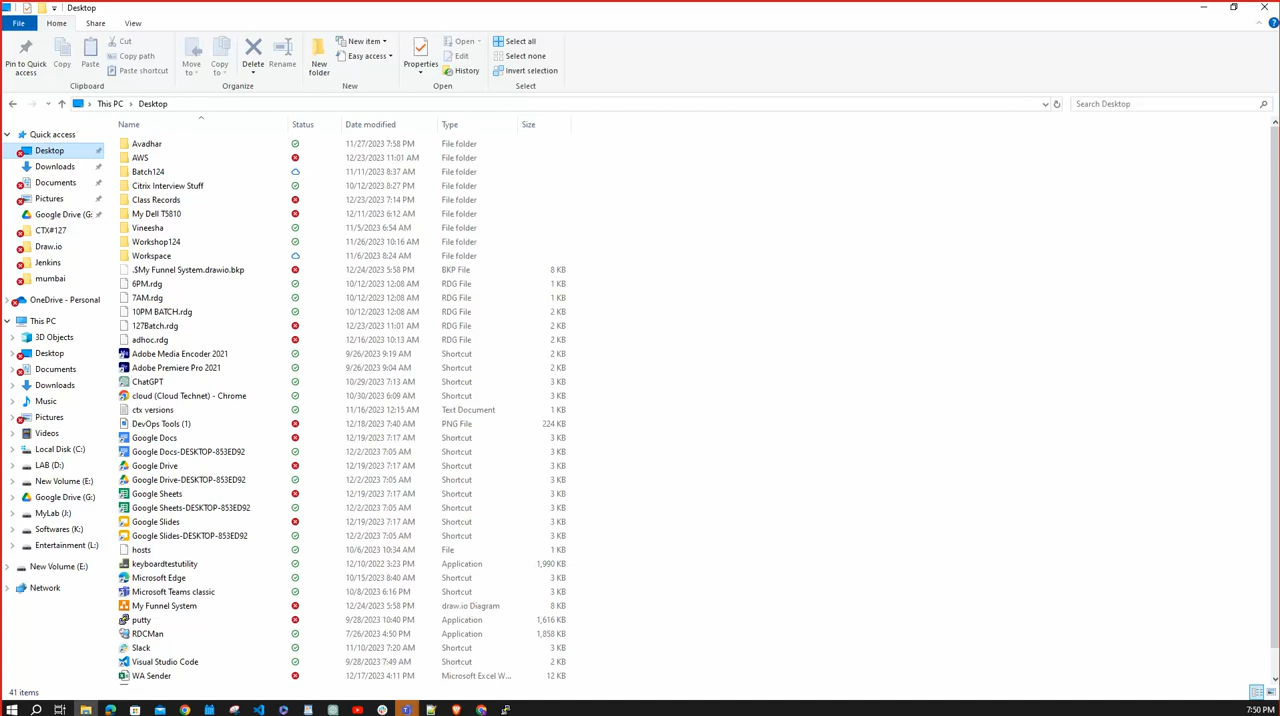 Desktop
File Home Share View
Pin to Quick access
Copy
Paste
Cut
Copy path
Paste shortcut
Clipboard
Move to
Copy to
Delete
Rename
Organize
New folder
New item
Easy access
New
Properties
Open
Edit
History
Open
Select all
Select none
Invert selection
Select
This PC > Desktop
Search Desktop
Quick access
Desktop
Downloads
Documents
Pictures
Google Drive (G:
CTX#127
Draw.io
Jenkins
mumbai
OneDrive - Personal
This PC
3D Objects
Desktop
Documents
Downloads
Music
Pictures
Videos
Local Disk (C:)
LAB (D:)
New Volume (E:)
Google Drive (G:)
MyLab (J:)
Softwares (K:)
Entertainment (L:)
New Volume (E:)
Network
Name Status Date modified Type Size
Avadhar 11/27/2023 7:58 PM File folder
AWS 12/23/2023 11:01 AM File folder
Batch124 11/11/2023 8:37 AM File folder
Citrix Interview Stuff 10/12/2023 8:27 PM File folder
Class Records 12/23/2023 7:14 PM File folder
My Dell T5810 12/11/2023 6:12 AM File folder
Vineesha 11/5/2023 6:54 AM File folder
Workshop124 11/26/2023 10:16 AM File folder
Workspace 11/6/2023 8:24 AM File folder
.$My Funnel System.drawio.bkp 12/24/2023 5:58 PM BKP File 8 KB
6PM.rdg 10/12/2023 12:08 AM RDG File 1 KB
7AM.rdg 10/12/2023 12:08 AM RDG File 1 KB
10PM BATCH.rdg 10/12/2023 12:08 AM RDG File 2 KB
127Batch.rdg 12/23/2023 11:01 AM RDG File 2 KB
adhoc.rdg 12/16/2023 10:13 AM RDG File 2 KB
Adobe Media Encoder 2021 9/26/2023 9:19 AM Shortcut 2 KB
Adobe Premiere Pro 2021 9/26/2023 9:04 AM Shortcut 2 KB
ChatGPT 10/29/2023 7:13 AM Shortcut 3 KB
cloud (Cloud Technet) - Chrome 10/30/2023 6:09 AM Shortcut 3 KB
ctx versions 11/16/2023 12:15 AM Text Document 1 KB
DevOps Tools (1) 12/18/2023 7:40 AM PNG File 224 KB
Google Docs 12/19/2023 7:17 AM Shortcut 3 KB
Google Docs-DESKTOP-853ED92 12/2/2023 7:05 AM Shortcut 3 KB
Google Drive 12/19/2023 7:17 AM Shortcut 3 KB
Google Drive-DESKTOP-853ED92 12/2/2023 7:05 AM Shortcut 3 KB
Google Sheets 12/19/2023 7:17 AM Shortcut 3 KB
Google Sheets-DESKTOP-853ED92 12/2/2023 7:05 AM Shortcut 3 KB
Google Slides 12/19/2023 7:17 AM Shortcut 3 KB
Google Slides-DESKTOP-853ED92 12/2/2023 7:05 AM Shortcut 3 KB
hosts 10/6/2023 10:34 AM File 1 KB
keyboardtestutility 12/10/2022 3:23 PM Application 1,990 KB
Microsoft Edge 10/15/2023 8:40 AM Shortcut 3 KB
Microsoft Teams classic 10/8/2023 6:16 PM Shortcut 3 KB
My Funnel System 12/24/2023 5:58 PM draw.io Diagram 8 KB
putty 9/28/2023 10:40 PM Application 1,616 KB
RDCMan 7/26/2023 4:50 PM Application 1,858 KB
Slack 11/10/2023 7:20 AM Shortcut 3 KB
Visual Studio Code 9/28/2023 7:49 AM Shortcut 2 KB
WA Sender 12/17/2023 4:11 PM Microsoft Excel W... 12 KB
41 items
7:50 PM